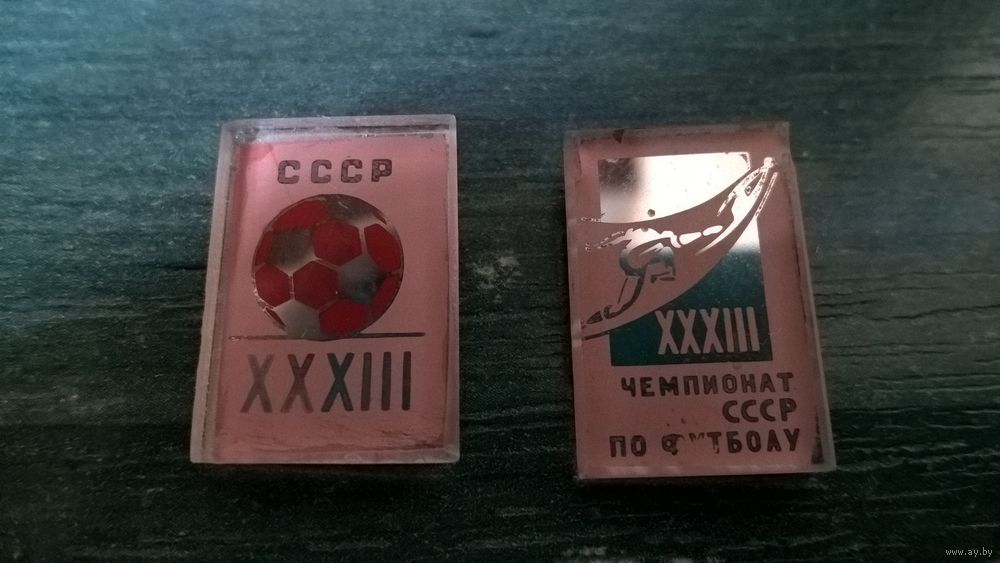 СССР
XXXIII
XXXIII
ЧЕМПИОНАТ
СССР
ПО ФУТБОЛУ
www.ay.by